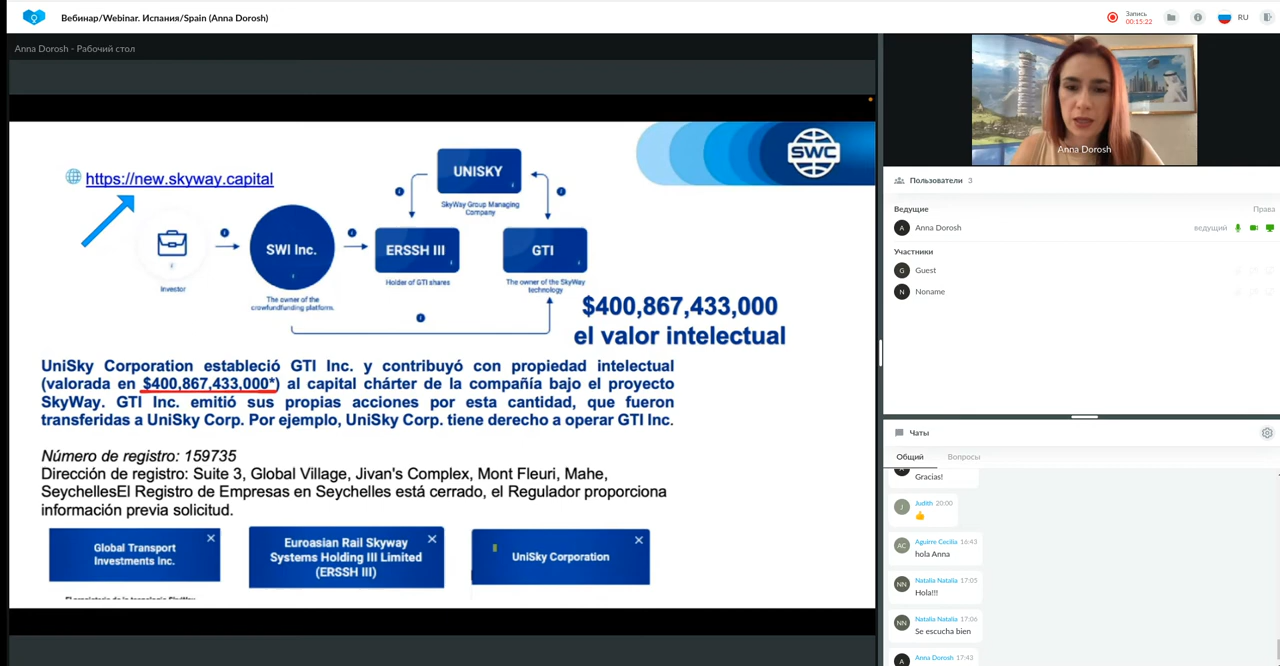 Вебинар/Webinar. Испания/Spain (Anna Dorosh)
Запись
00:15:22
RU
Anna Dorosh - Рабочий стол
https://new.skyway.capital
SWC
UNISKY
SkyWay Group Managing
Company
Investor
SWI Inc.
The owner of the
crowfundfunding platform.
ERSSH III
Holder of GTI shares
GTI
The owner of the SkyWay
technology
$400,867,433,000
el valor intelectual
UniSky Corporation estableció GTI Inc. y contribuyó con propiedad intelectual
(valorada en $400,867,433,000*) al capital chárter de la compañía bajo el proyecto
SkyWay. GTI Inc. emitió sus propias acciones por esta cantidad, que fueron
transferidas a UniSky Corp. Por ejemplo, UniSky Corp. tiene derecho a operar GTI Inc.
Número de registro: 159735
Dirección de registro: Suite 3, Global Village, Jivan's Complex, Mont Fleuri, Mahe,
SeychellesEl Registro de Empresas en Seychelles está cerrado, el Regulador proporciona
información previa solicitud.
Global Transport
Investments Inc.
Euroasian Rail Skyway
Systems Holding III Limited
(ERSSH III)
UniSky Corporation
Anna Dorosh
Пользователи 3
Ведущие
Права
A Anna Dorosh ведущий
Участники
G Guest
N Noname
Чаты
Общий Вопросы
Gracias!
J Judith 20:00
AC Aguirre Cecilia 16:43
hola Anna
NN Natalia Natalia 17:05
Hola!!!
NN Natalia Natalia 17:06
Se escucha bien
A Anna Dorosh 17:43